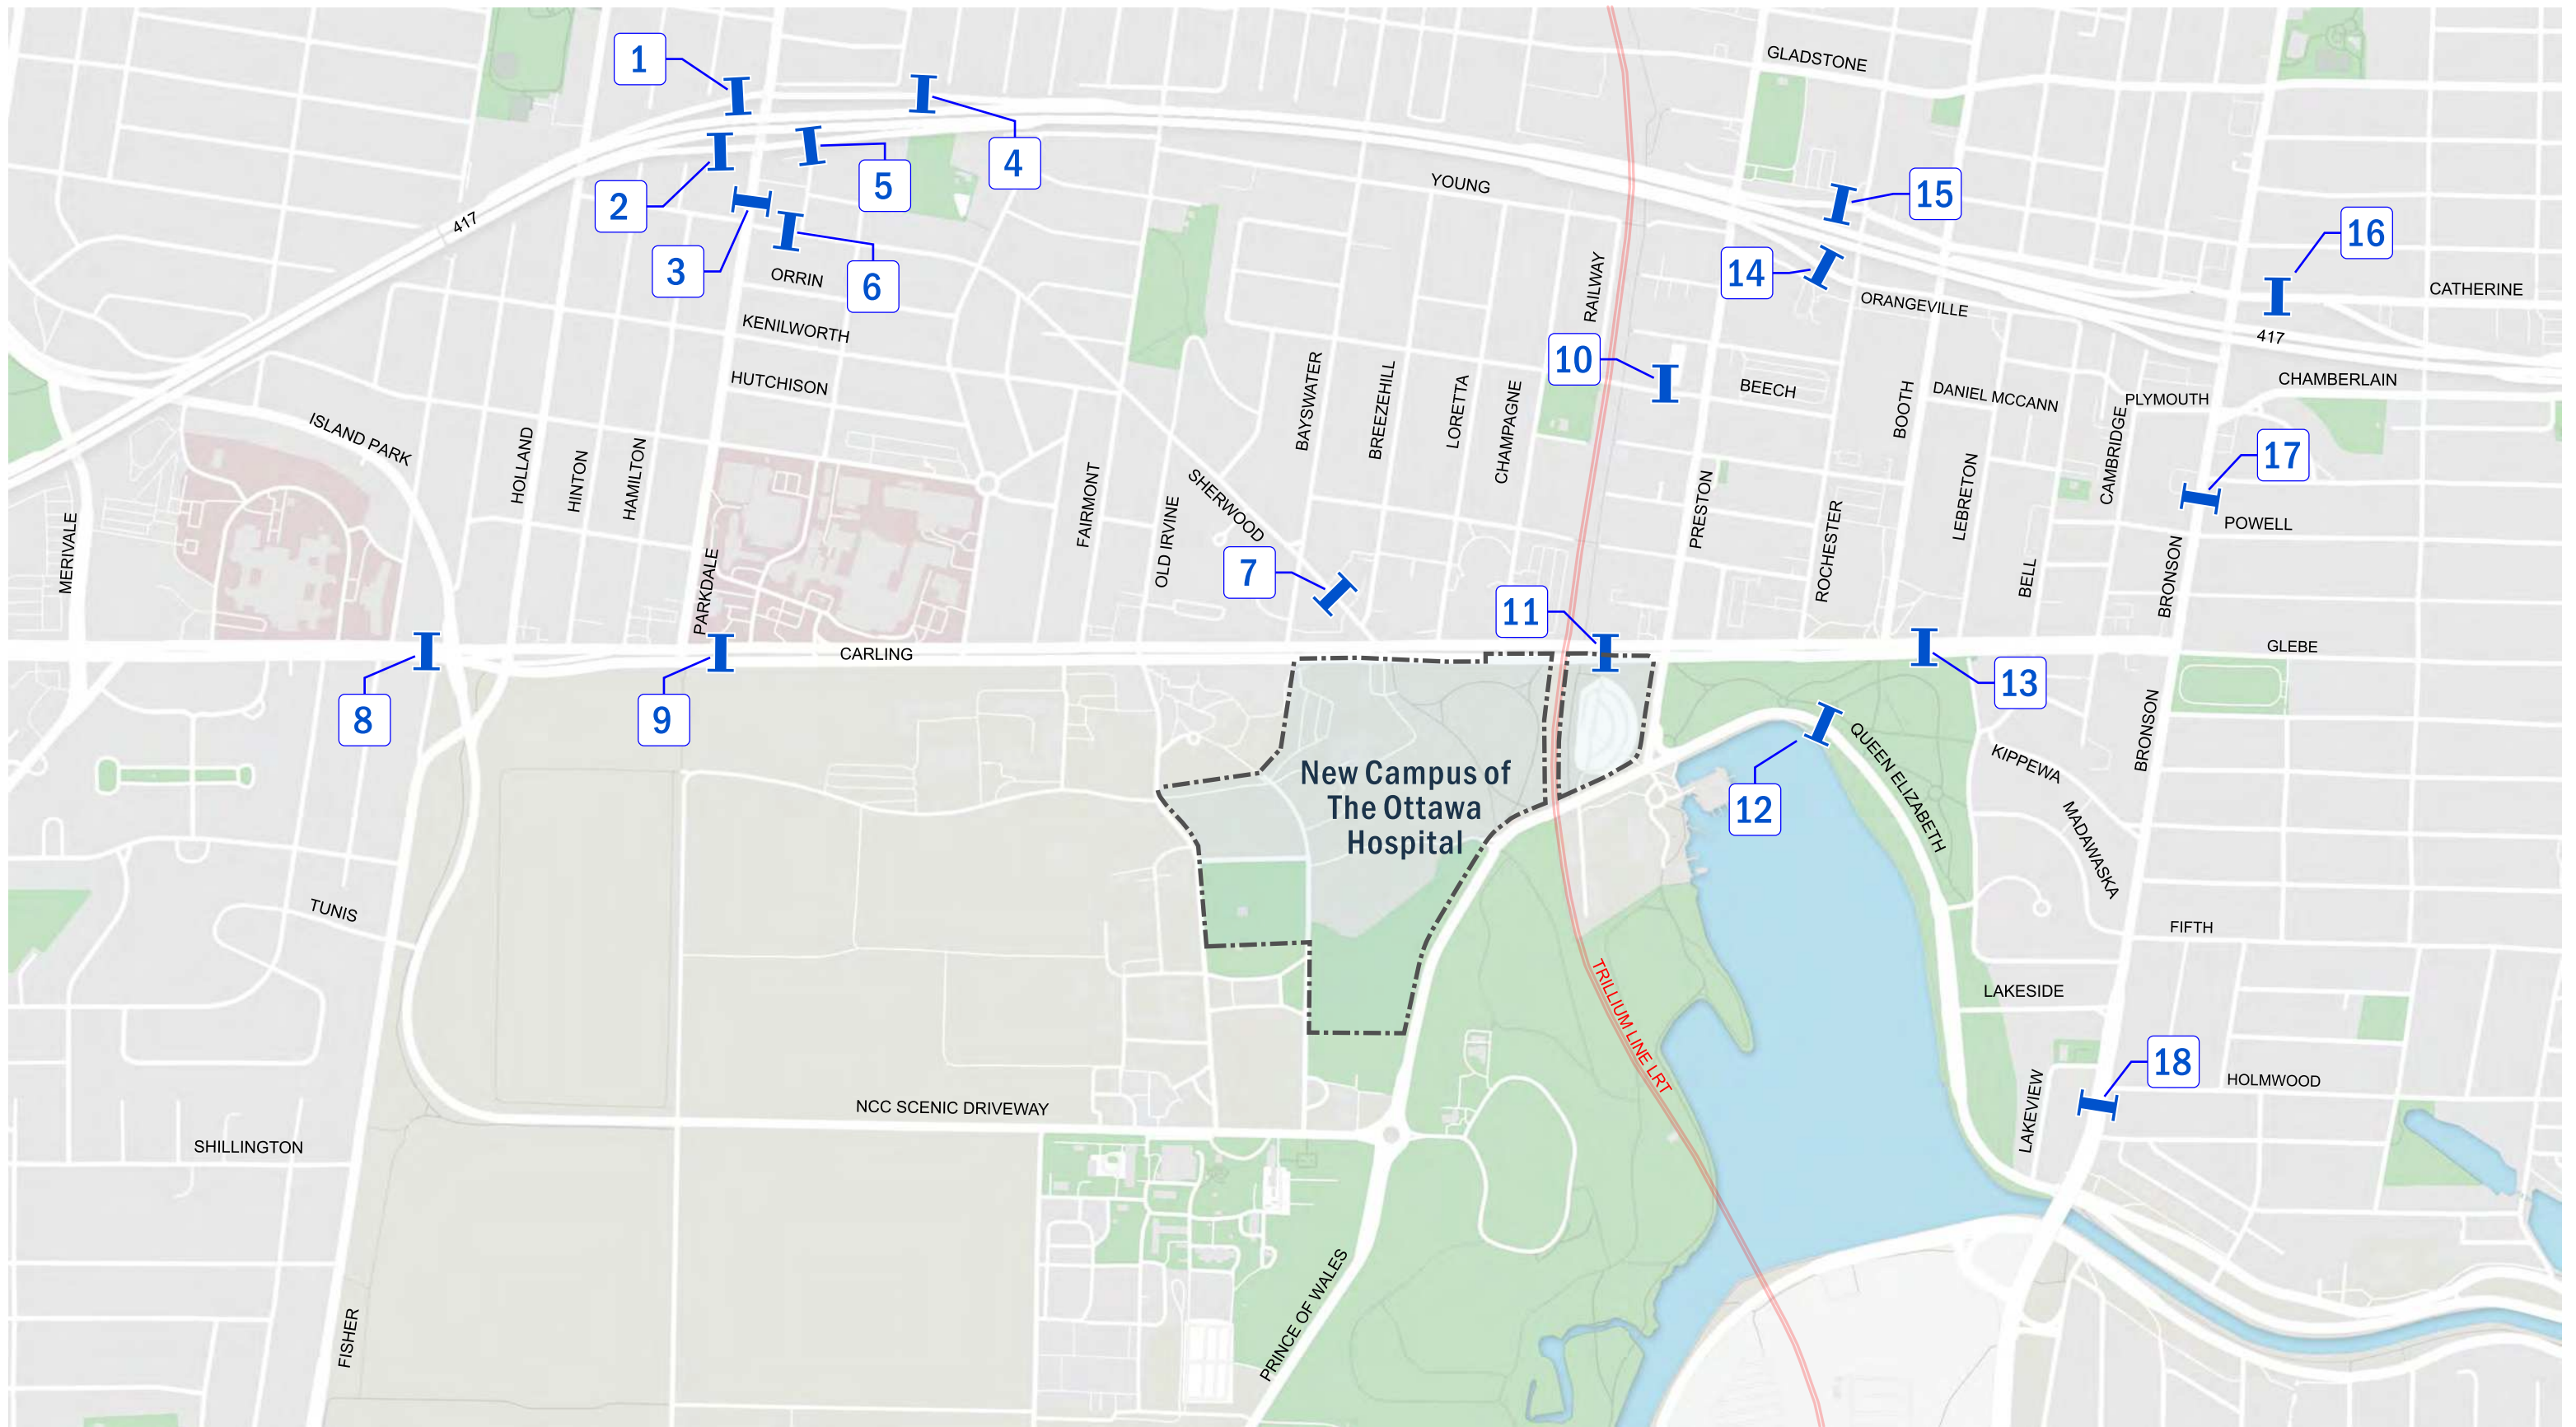 GLADSTONE
1
4
5
2
15
YOUNG
16
417
3
ORRIN
6
14
RAILWAY
ORANGEVILLE
CATHERINE
417
KENILWORTH
10
HUTCHISON
BEECH
BOOTH
DANIEL MCCANN
CHAMBERLAIN
PLYMOUTH
ISLAND PARK
BAYSWATER
BREEZEHILL
LORETTA
CHAMPAGNE
CAMBRIDGE
17
HOLLAND
HINTON
HAMILTON
FAIRMONT
SHERWOOD
OLD IRVINE
PRESTON
ROCHESTER
LEBRETON
POWELL
MERIVALE
PARKDALE
7
11
BELL
BRONSON
CARLING
GLEBE
8
9
13
12
QUEEN ELIZABETH
KIPPEWA
BRONSON
New Campus of
The Ottawa
Hospital
MADAWASKA
TUNIS
FIFTH
TRILLIUM LINE LRT
LAKESIDE
18
LAKEVIEW
HOLMWOOD
NCC SCENIC DRIVEWAY
SHILLINGTON
FISHER
PRINCE OF WALES